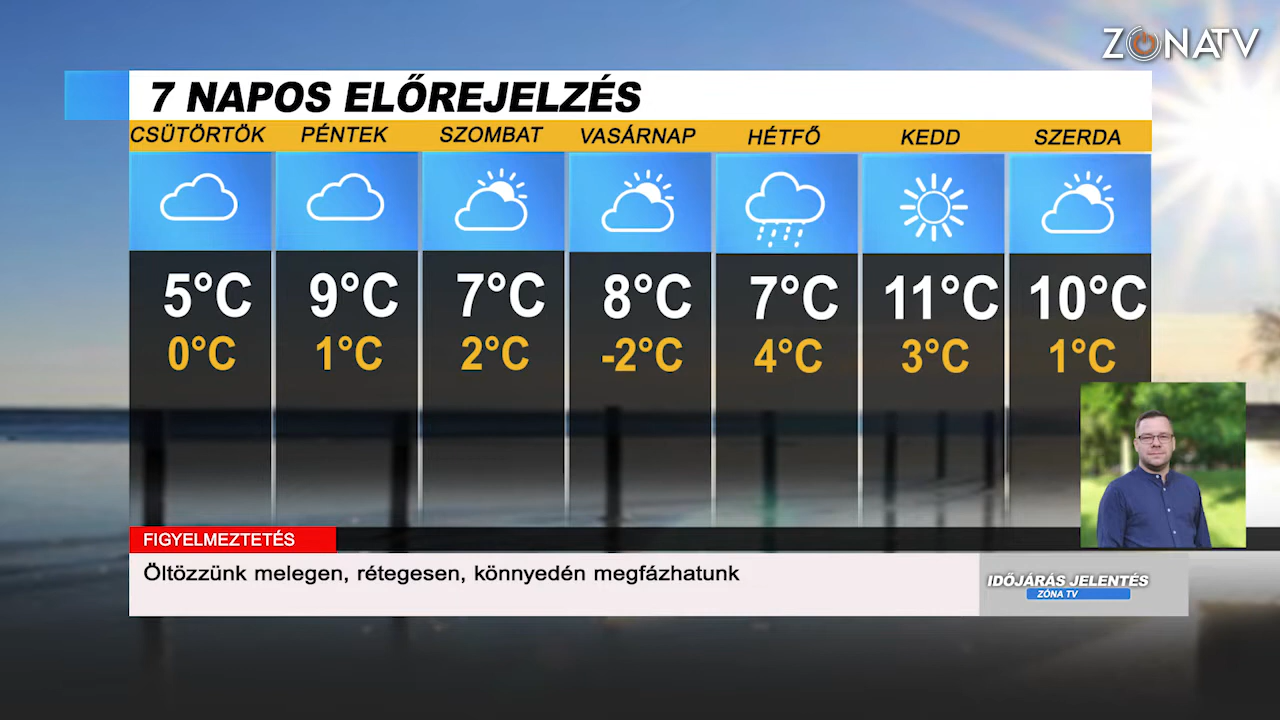 ZONATV
7 NAPOS ELŐREJELZÉS
CSÜTÖRTÖK PÉNTEK SZOMBAT VASÁRNAP HÉTFŐ KEDD SZERDA
5°C 9°C 7°C 8°C 7°C 11°C 10°C
0°C 1°C 2°C -2°C 4°C 3°C 1°C
FIGYELMEZTETÉS
Öltözzünk melegen, rétegesen, könnyedén megfázhatunk
IDŐJÁRÁS JELENTÉS
ZÓNA TV